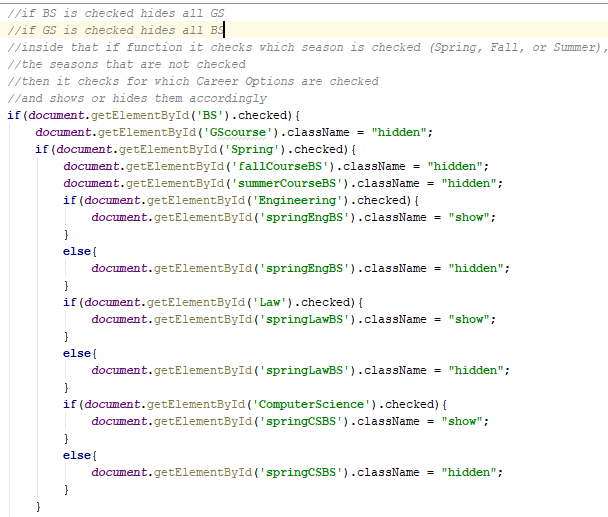 //if BS is checked hides all GS
//if GS is checked hides all BS
//inside that if function it checks which season is checked (Spring, Fall, or Summer),
//the seasons that are not checked
//then it checks for which Career Options are checked
//and shows or hides them accordingly
if(document.getElementById('BS').checked){
    document.getElementById('GScourse').className = "hidden";
    if(document.getElementById('Spring').checked){
        document.getElementById('fallCourseBS').className = "hidden";
        document.getElementById('summerCourseBS').className = "hidden";
        if(document.getElementById('Engineering').checked){
            document.getElementById('springEngBS').className = "show";
        }
        else{
            document.getElementById('springEngBS').className = "hidden";
        }
        if(document.getElementById('Law').checked){
            document.getElementById('springLawBS').className = "show";
        }
        else{
            document.getElementById('springLawBS').className = "hidden";
        }
        if(document.getElementById('ComputerScience').checked){
            document.getElementById('springCSBS').className = "show";
        }
        else{
            document.getElementById('springCSBS').className = "hidden";
        }
    }